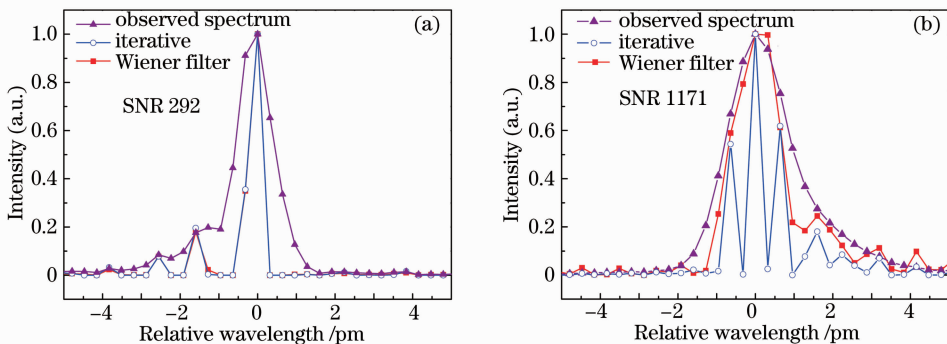 observed spectrum
iterative
Wiener filter
(a)
SNR 292
1.0
0.8
0.6
0.4
0.2
0
Intensity (a.u.)
−4 −2 0 2 4
Relative wavelength /pm
observed spectrum
iterative
Wiener filter
(b)
SNR 1171
1.0
0.8
0.6
0.4
0.2
0
Intensity (a.u.)
−4 −2 0 2 4
Relative wavelength /pm